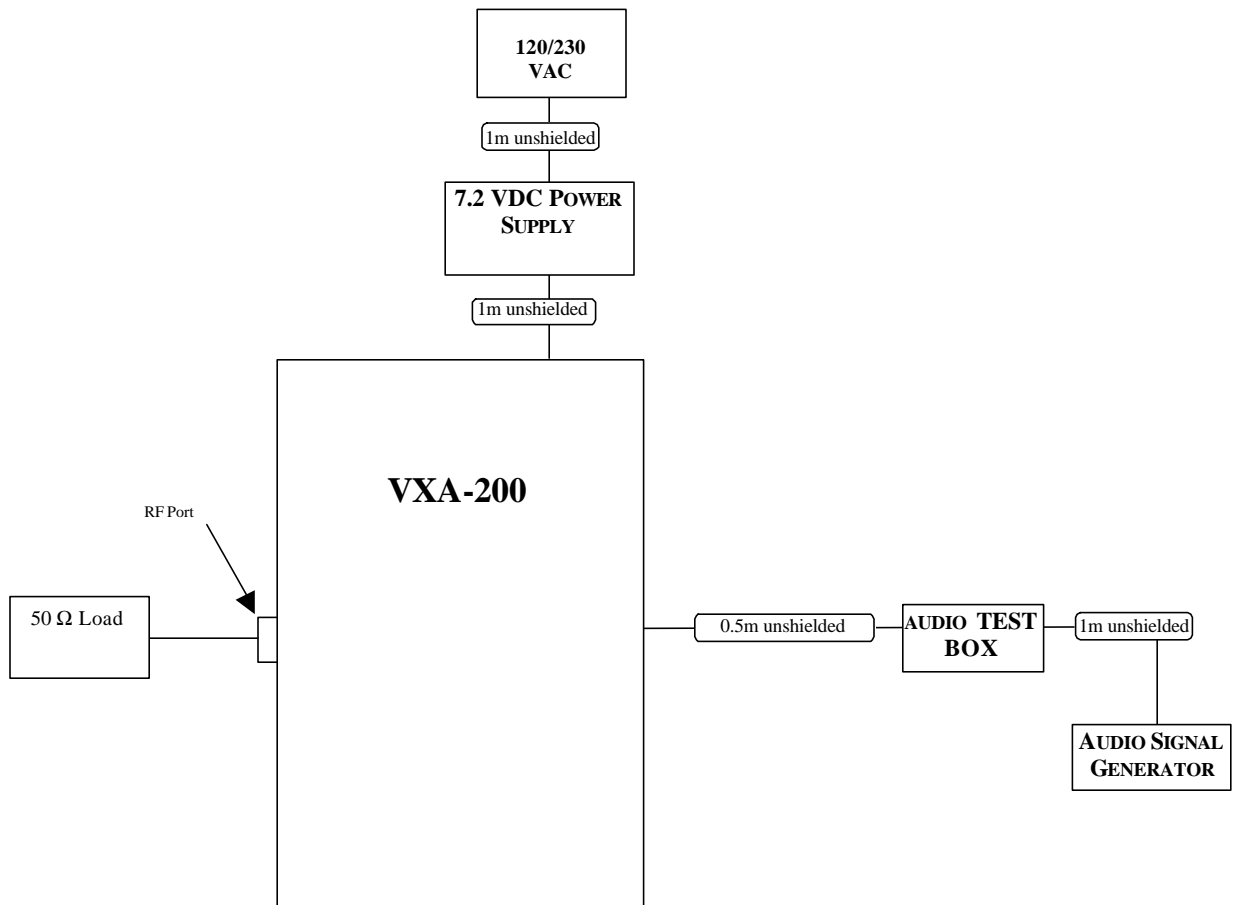 120/230
VAC
1m unshielded
7.2 VDC POWER
SUPPLY
1m unshielded
VXA-200
RF Port
50 Ω Load
0.5m unshielded
AUDIO TEST
BOX
1m unshielded
AUDIO SIGNAL
GENERATOR